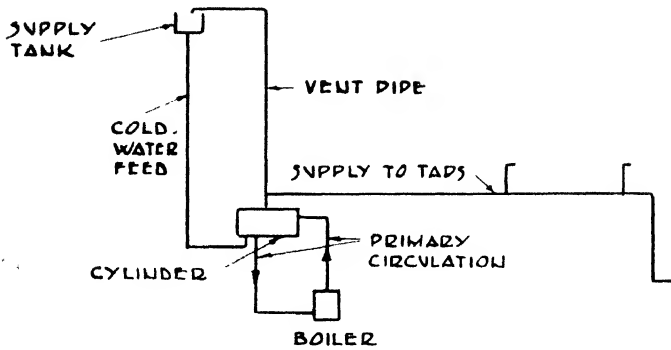 SUPPLY
TANK
VENT PIPE
COLD-
WATER
FEED
SUPPLY TO TAPS
CYLINDER
PRIMARY
CIRCULATION
BOILER